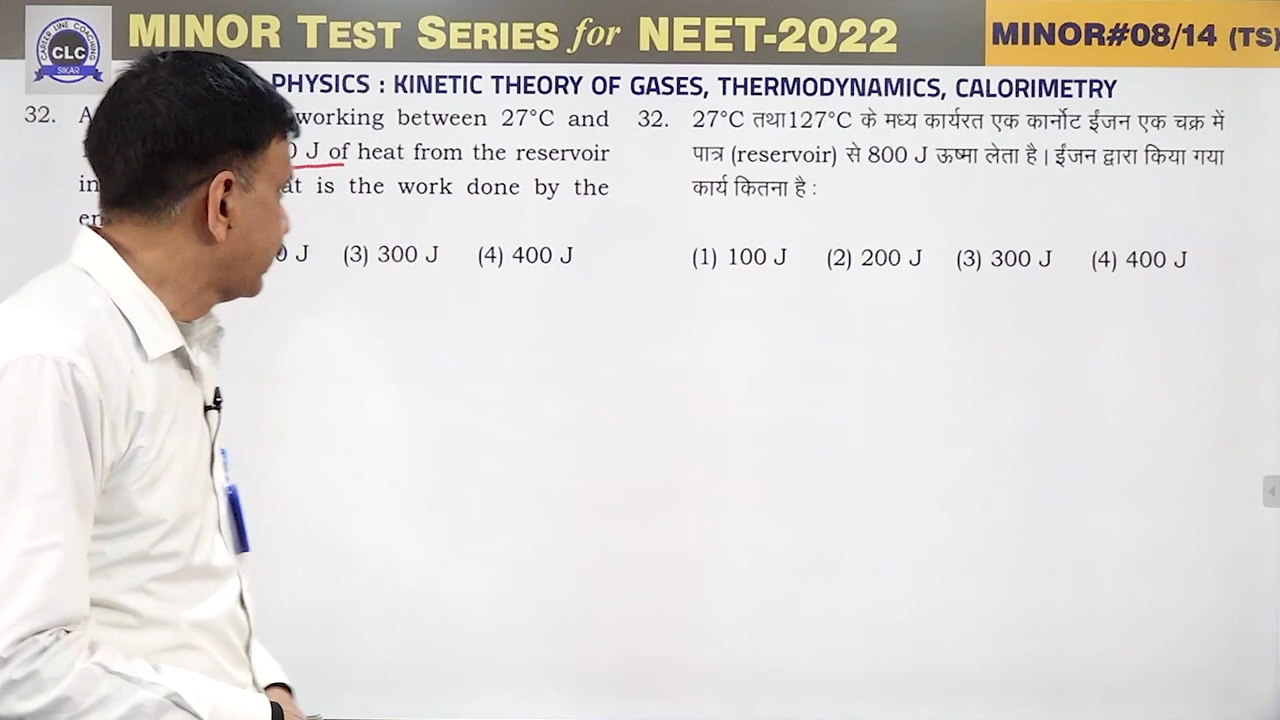 MINOR TEST SERIES for NEET-2022
MINOR#08/14 (TS)
CAREER LINE COACHING
CLC
SIKAR
PHYSICS : KINETIC THEORY OF GASES, THERMODYNAMICS, CALORIMETRY
32. A working between 27°C and
0 J of heat from the reservoir
in at is the work done by the
en
0 J (3) 300 J (4) 400 J
32. 27°C तथा127°C के मध्य कार्यरत एक कार्नोट ईंजन एक चक्र में
पात्र (reservoir) से 800 J ऊष्मा लेता है। ईंजन द्वारा किया गया
कार्य कितना है :
(1) 100 J (2) 200 J (3) 300 J (4) 400 J